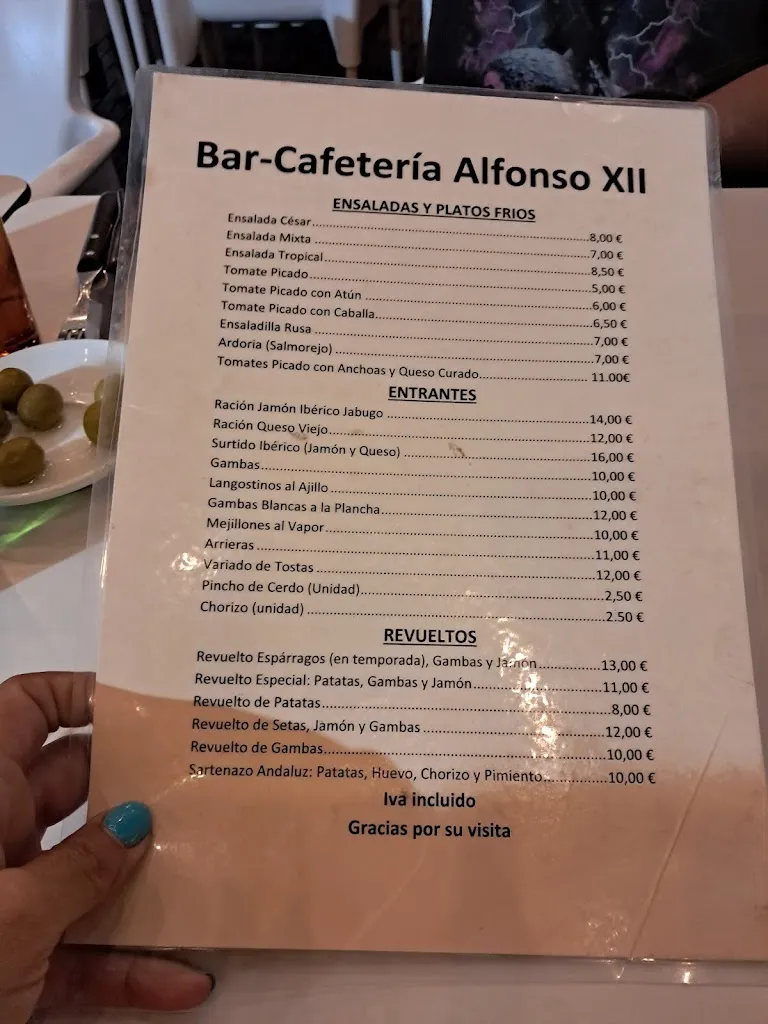 Bar-Cafetería Alfonso XII
ENSALADAS Y PLATOS FRIOS
Ensalada César 8,00 €
Ensalada Mixta 7,00 €
Ensalada Tropical 8,50 €
Tomate Picado 5,00 €
Tomate Picado con Atún 6,00 €
Tomate Picado con Caballa 6,50 €
Ensaladilla Rusa 7,00 €
Ardoria (Salmorejo) 7,00 €
Tomates Picado con Anchoas y Queso Curado 11.00€
ENTRANTES
Ración Jamón Ibérico Jabugo 14,00 €
Ración Queso Viejo 12,00 €
Surtido Ibérico (Jamón y Queso) 16,00 €
Gambas 10,00 €
Langostinos al Ajillo 10,00 €
Gambas Blancas a la Plancha 12,00 €
Mejillones al Vapor 10,00 €
Arrieras 11,00 €
Variado de Tostas 12,00 €
Pincho de Cerdo (Unidad) 2,50 €
Chorizo (unidad) 2.50 €
REVUELTOS
Revuelto Espárragos (en temporada), Gambas y Jamón 13,00 €
Revuelto Especial: Patatas, Gambas y Jamón 11,00 €
Revuelto de Patatas 8,00 €
Revuelto de Setas, Jamón y Gambas 12,00 €
Revuelto de Gambas 10,00 €
Sartenazo Andaluz: Patatas, Huevo, Chorizo y Pimiento 10,00 €
Iva incluido
Gracias por su visita